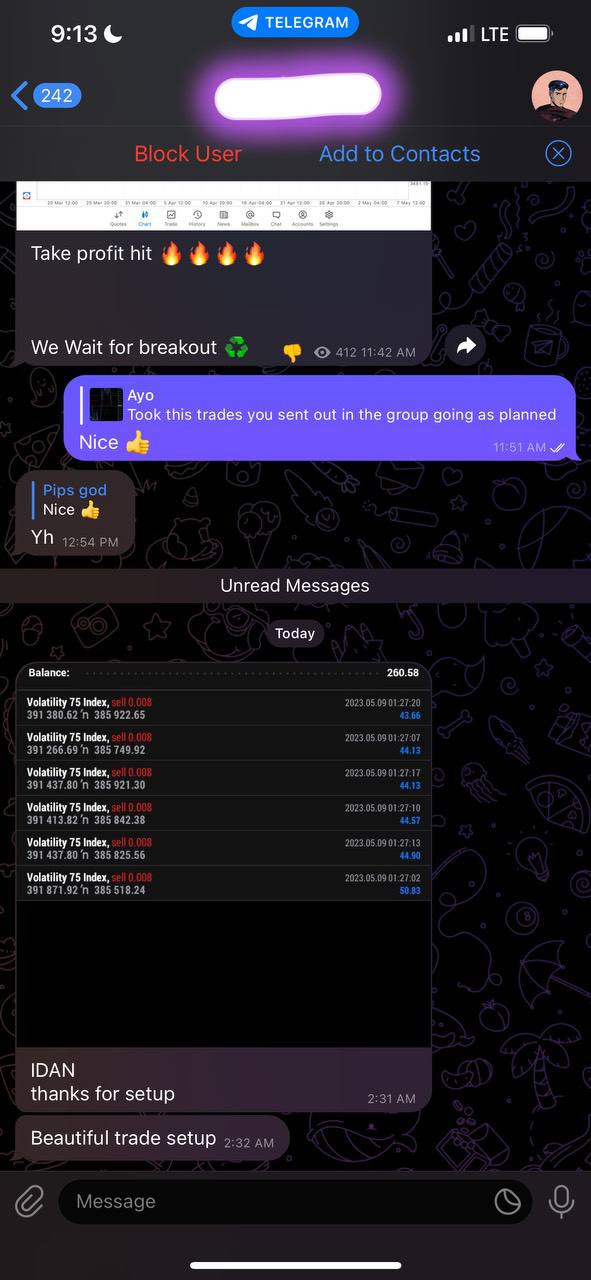 9:13
TELEGRAM
LTE
242
Block User
Add to Contacts
3481.19
20 Mar 12:00 25 Mar 20:00 31 Mar 04:00 5 Apr 12:00 10 Apr 20:00 16 Apr 04:00 21 Apr 12:00 26 Apr 20:00 2 May 04:00 7 May 12:00
Quotes Chart Trade History News Mailbox Chat Accounts Settings
Take profit hit 🔥🔥🔥🔥
We Wait for breakout ♻️
👎 412 11:42 AM
Ayo
Took this trades you sent out in the group going as planned
Nice 👍
11:51 AM
Pips god
Nice 👍
Yh 12:54 PM
Unread Messages
Today
Balance: 260.58
Volatility 75 Index, sell 0.008 2023.05.09 01:27:20
391 380.62 385 922.65 43.66
Volatility 75 Index, sell 0.008 2023.05.09 01:27:07
391 266.69 385 749.92 44.13
Volatility 75 Index, sell 0.008 2023.05.09 01:27:17
391 437.80 385 921.30 44.13
Volatility 75 Index, sell 0.008 2023.05.09 01:27:10
391 413.82 385 842.38 44.57
Volatility 75 Index, sell 0.008 2023.05.09 01:27:13
391 437.80 385 825.56 44.90
Volatility 75 Index, sell 0.008 2023.05.09 01:27:02
391 871.92 385 518.24 50.83
IDAN
thanks for setup
2:31 AM
Beautiful trade setup 2:32 AM
Message